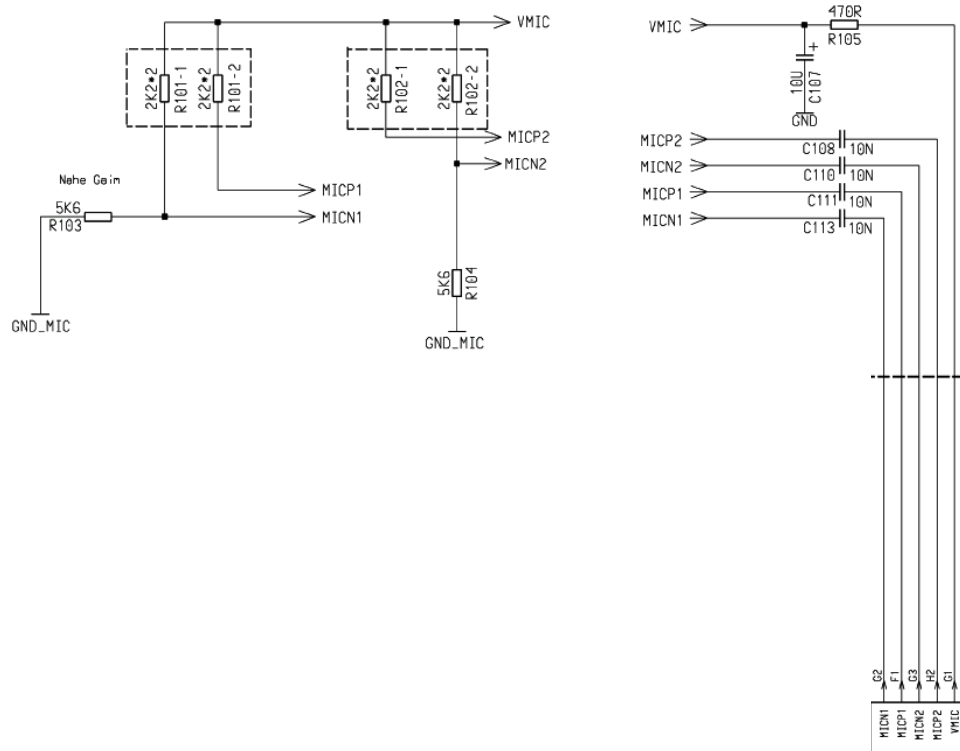 VMIC
2K2*2
R101-1
2K2*2
R101-2
2K2*2
R102-1
2K2*2
R102-2
MICP2
MICN2
Nahe Gaim
MICP1
5K6
R103
MICN1
GND_MIC
5K6
R104
GND_MIC
VMIC
470R
R105
+
10U
C107
GND
MICP2
C108
10N
MICN2
C110
10N
MICP1
C111
10N
MICN1
C113
10N
G2
F1
G3
H2
G1
MICN1
MICP1
MICN2
MICP2
VMIC